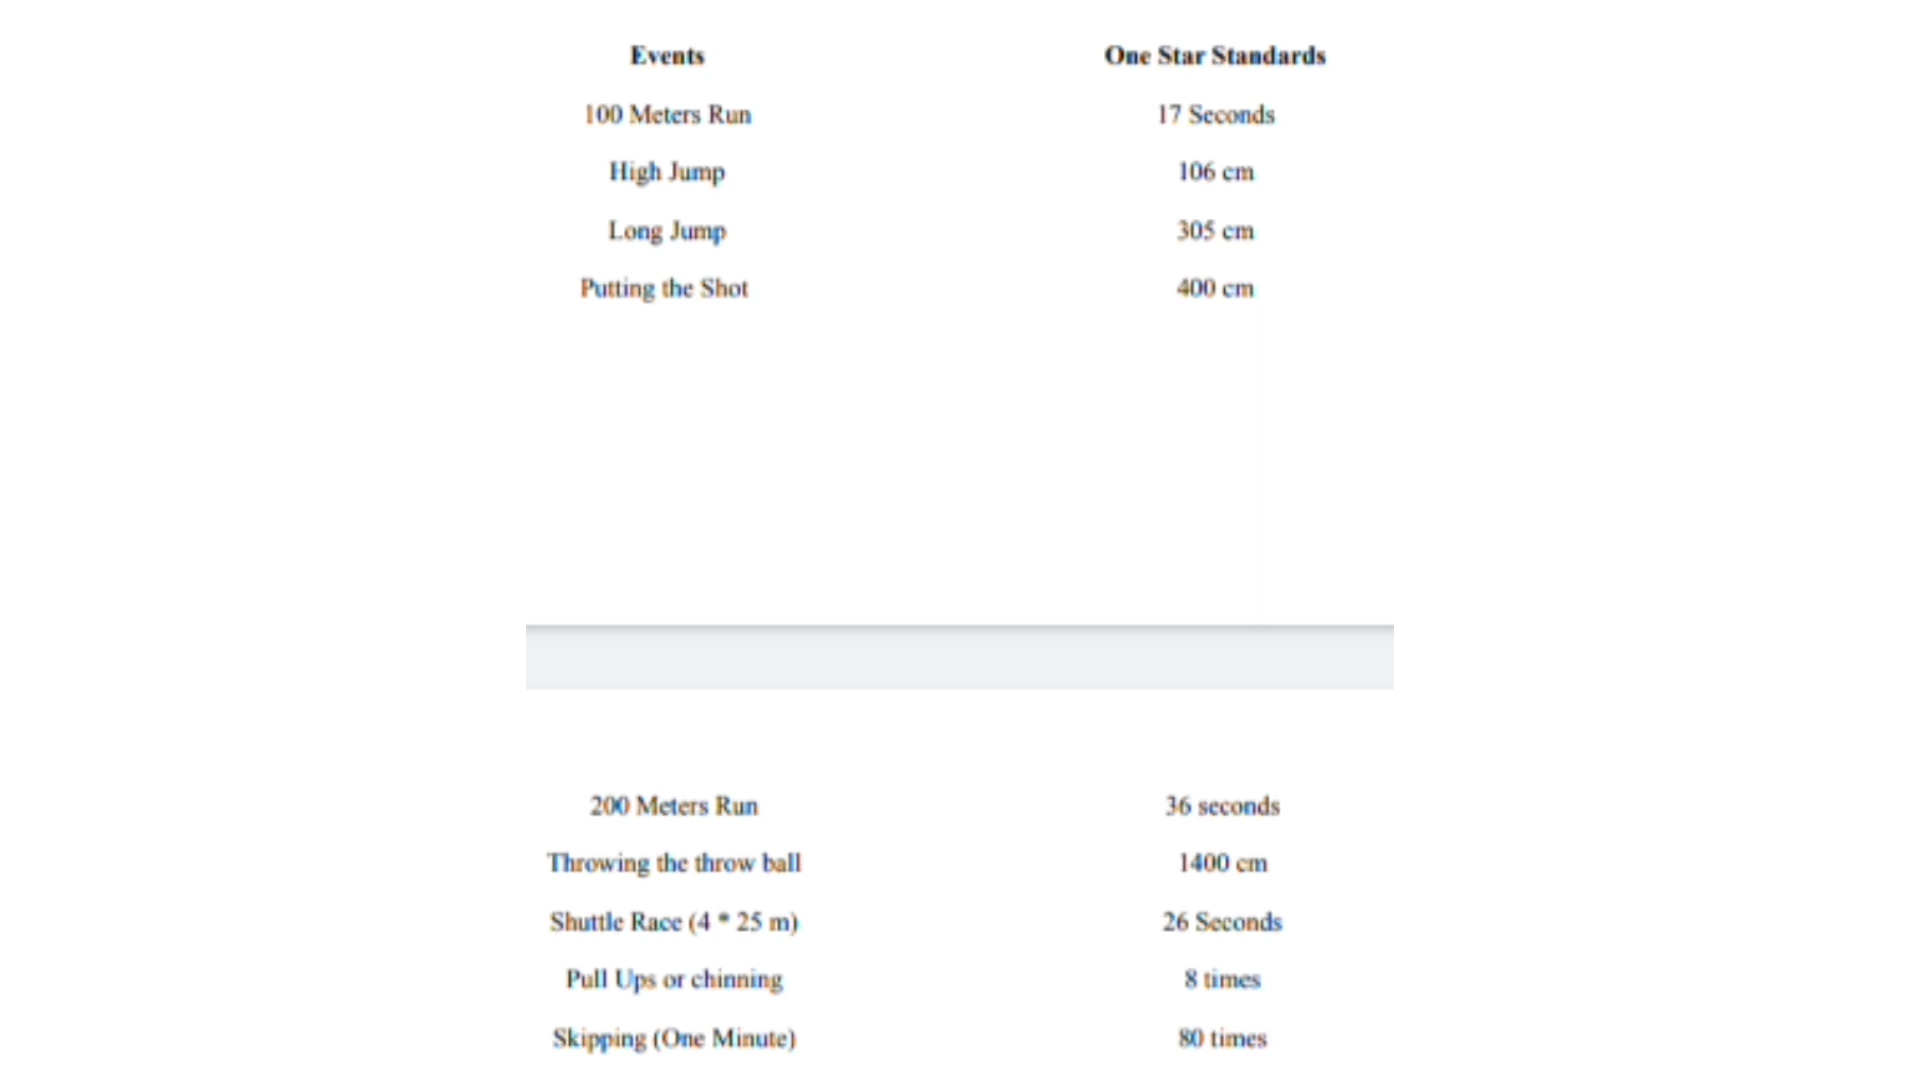 Events One Star Standards
100 Meters Run 17 Seconds
High Jump 106 cm
Long Jump 305 cm
Putting the Shot 400 cm
200 Meters Run 36 seconds
Throwing the throw ball 1400 cm
Shuttle Race (4 * 25 m) 26 Seconds
Pull Ups or chinning 8 times
Skipping (One Minute) 80 times